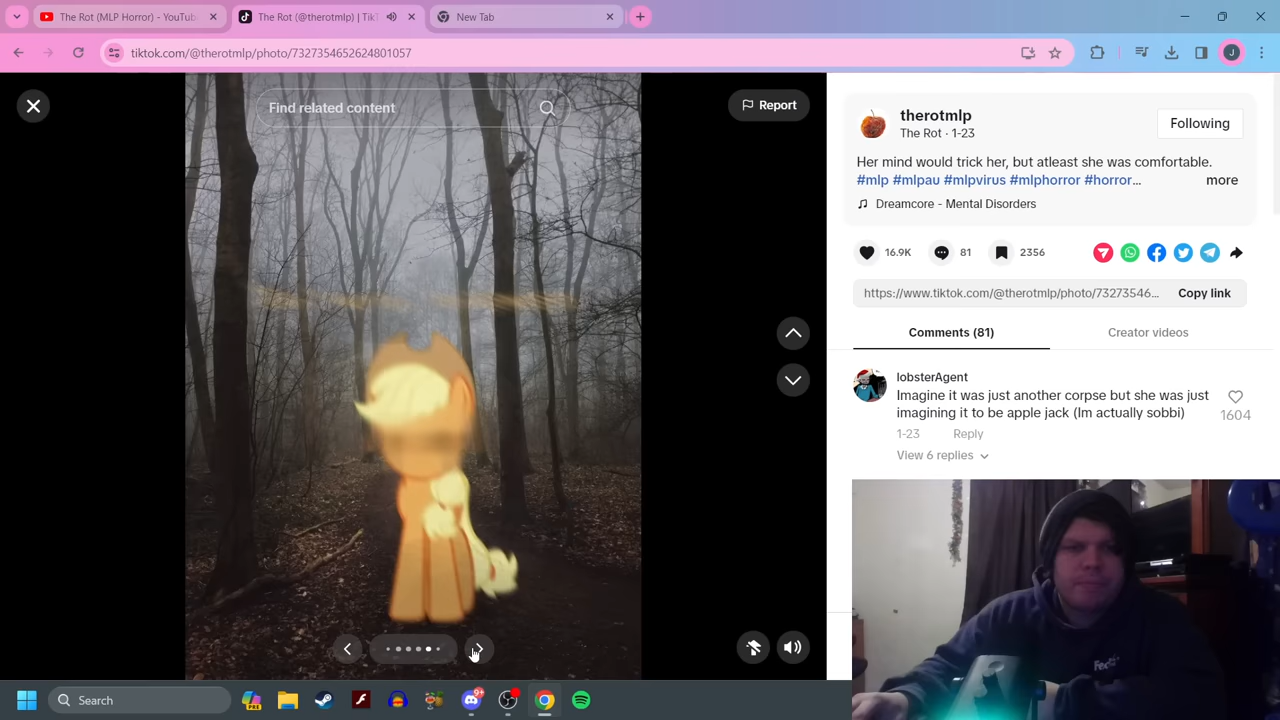 The Rot (MLP Horror) - YouTub
The Rot (@therotmlp) | Tik
New Tab
tiktok.com/@therotmlp/photo/7327354652624801057
J
Find related content
Report
therotmlp
The Rot · 1-23
Following
Her mind would trick her, but atleast she was comfortable.
#mlp #mlpau #mlpvirus #mlphorror #horror...
more
Dreamcore - Mental Disorders
16.9K
81
2356
https://www.tiktok.com/@therotmlp/photo/73273546...
Copy link
Comments (81)
Creator videos
lobsterAgent
Imagine it was just another corpse but she was just
imagining it to be apple jack (Im actually sobbi)
1604
1-23
Reply
View 6 replies
Search
PRE
9+